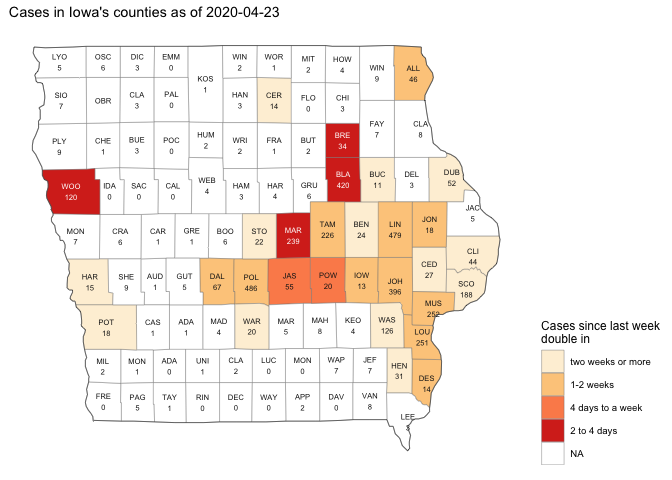 Cases in Iowa's counties as of 2020-04-23
LYO OSC DIC EMM WIN WOR MIT HOW WIN ALL
5 6 3 0 2 1 2 4 9 46
KOS
1
SIO OBR CLA PAL HAN CER FLO CHI
7 3 0 3 14 0 3
FAY CLA
7 8
PLY CHE BUE POC HUM WRI FRA BUT BRE
9 1 3 0 2 2 1 2 34
WOO IDA SAC CAL WEB HAM HAR GRU BLA BUC DEL DUB
120 0 0 0 4 3 4 6 420 11 3 52
JAC
5
MON CRA CAR GRE BOO STO MAR TAM BEN LIN JON
7 6 1 1 6 22 239 226 24 479 18
CLI
44
CED
27
HAR SHE AUD GUT DAL POL JAS POW IOW JOH SCO
15 9 1 5 67 486 55 20 13 396 188
MUS
252
POT CAS ADA MAD WAR MAR MAH KEO WAS LOU
18 1 1 4 20 5 8 4 126 251
MIL MON ADA UNI CLA LUC MON WAP JEF HEN DES
2 1 0 1 2 0 0 7 7 31 14
FRE PAG TAY RIN DEC WAY APP DAV VAN LEE
0 5 1 0 0 0 2 0 8 3
Cases since last week
double in
two weeks or more
1-2 weeks
4 days to a week
2 to 4 days
NA